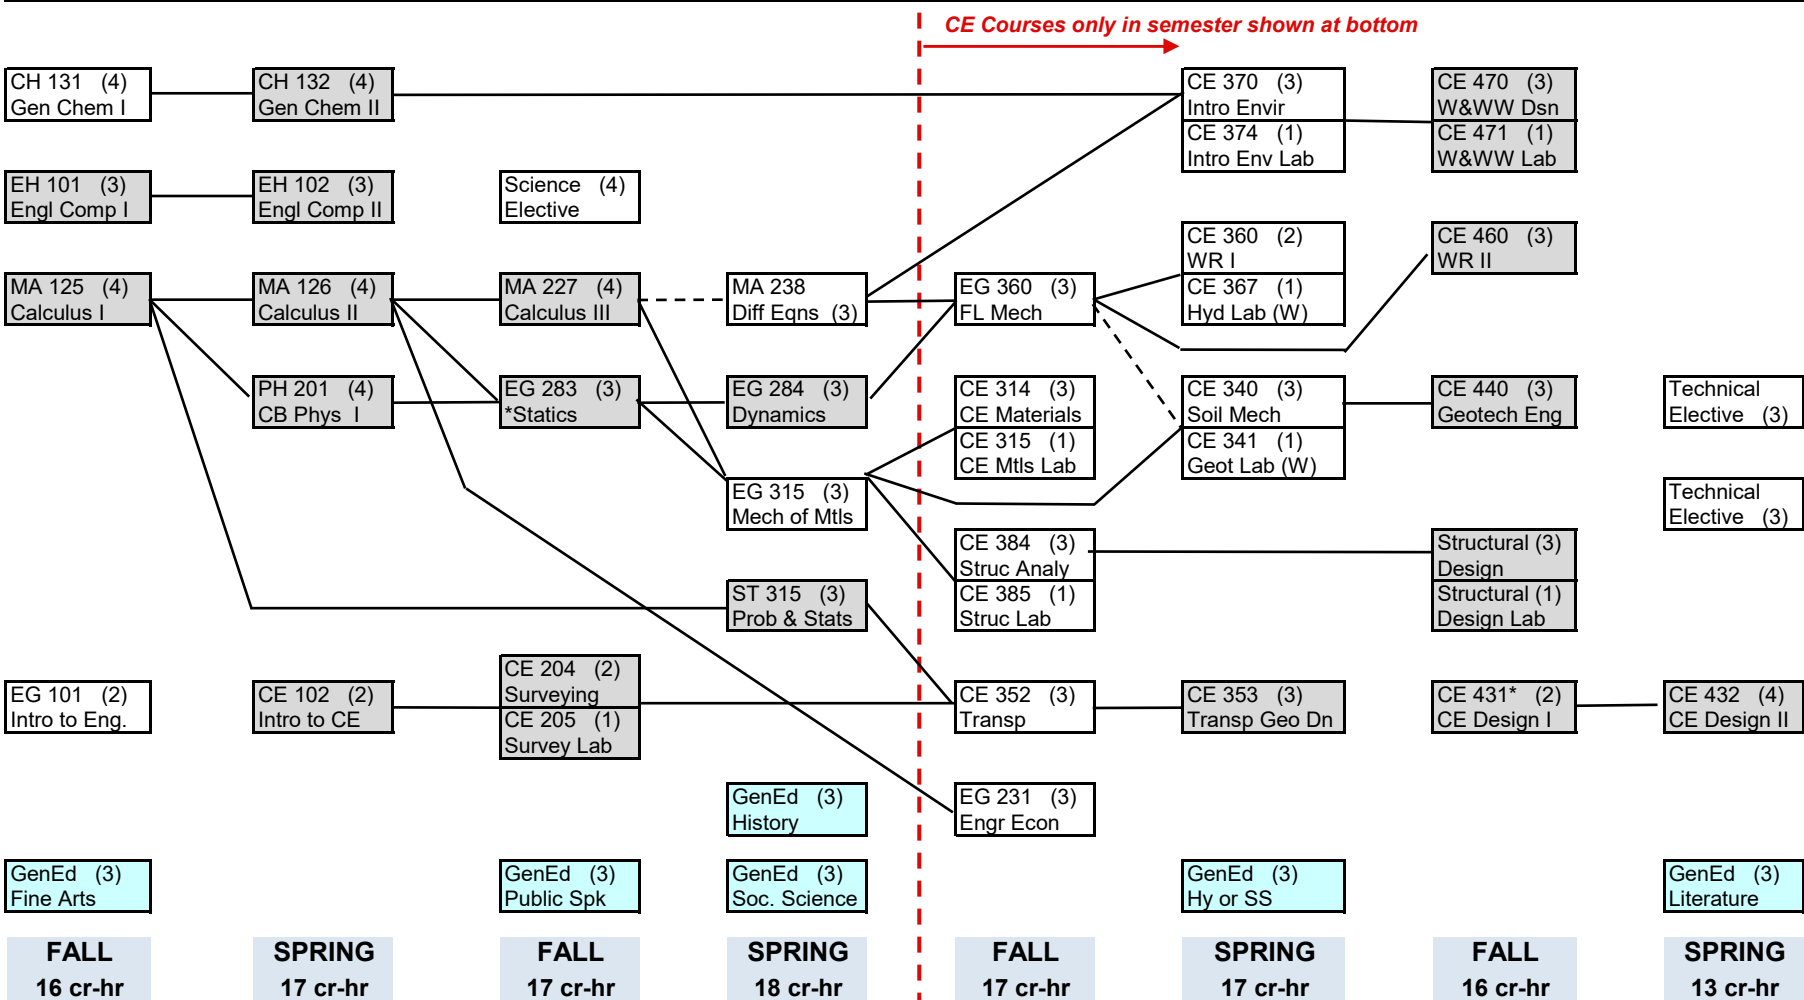 CE Courses only in semester shown at bottom
CH 131 (4)
Gen Chem I
CH 132 (4)
Gen Chem II
CE 370 (3)
Intro Envir
CE 374 (1)
Intro Env Lab
CE 470 (3)
W&WW Dsn
CE 471 (1)
W&WW Lab
EH 101 (3)
Engl Comp I
EH 102 (3)
Engl Comp II
Science (4)
Elective
CE 360 (2)
WR I
CE 367 (1)
Hyd Lab (W)
CE 460 (3)
WR II
MA 125 (4)
Calculus I
MA 126 (4)
Calculus II
MA 227 (4)
Calculus III
MA 238
Diff Eqns (3)
EG 360 (3)
FL Mech
PH 201 (4)
CB Phys I
EG 283 (3)
*Statics
EG 284 (3)
Dynamics
CE 314 (3)
CE Materials
CE 315 (1)
CE Mtls Lab
CE 340 (3)
Soil Mech
CE 341 (1)
Geot Lab (W)
CE 440 (3)
Geotech Eng
Technical
Elective (3)
EG 315 (3)
Mech of Mtls
Technical
Elective (3)
CE 384 (3)
Struc Analy
CE 385 (1)
Struc Lab
Structural (3)
Design
Structural (1)
Design Lab
ST 315 (3)
Prob & Stats
EG 101 (2)
Intro to Eng.
CE 102 (2)
Intro to CE
CE 204 (2)
Surveying
CE 205 (1)
Survey Lab
CE 352 (3)
Transp
CE 353 (3)
Transp Geo Dn
CE 431* (2)
CE Design I
CE 432 (4)
CE Design II
GenEd (3)
History
EG 231 (3)
Engr Econ
GenEd (3)
Fine Arts
GenEd (3)
Public Spk
GenEd (3)
Soc. Science
GenEd (3)
Hy or SS
GenEd (3)
Literature
FALL
16 cr-hr
SPRING
17 cr-hr
FALL
17 cr-hr
SPRING
18 cr-hr
FALL
17 cr-hr
SPRING
17 cr-hr
FALL
16 cr-hr
SPRING
13 cr-hr